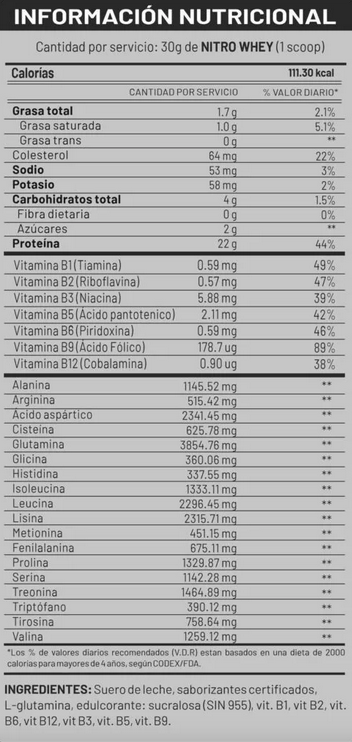 INFORMACIÓN NUTRICIONAL
Cantidad por servicio: 30g de NITRO WHEY (1 scoop)
Calorías 111.30 kcal
CANTIDAD POR SERVICIO % VALOR DIARIO*
Grasa total 1.7 g 2.1%
Grasa saturada 1.0 g 5.1%
Grasa trans 0 g **
Colesterol 64 mg 22%
Sodio 53 mg 3%
Potasio 58 mg 2%
Carbohidratos total 4 g 1.5%
Fibra dietaria 0 g 0%
Azúcares 2 g **
Proteína 22 g 44%
Vitamina B1 (Tiamina) 0.59 mg 49%
Vitamina B2 (Riboflavina) 0.57 mg 47%
Vitamina B3 (Niacina) 5.88 mg 39%
Vitamina B5 (Ácido pantotenico) 2.11 mg 42%
Vitamina B6 (Piridoxina) 0.59 mg 46%
Vitamina B9 (Ácido Fólico) 178.7 ug 89%
Vitamina B12 (Cobalamina) 0.90 ug 38%
Alanina 1145.52 mg **
Arginina 515.42 mg **
Ácido aspártico 2341.45 mg **
Cisteína 625.78 mg **
Glutamina 3854.76 mg **
Glicina 360.06 mg **
Histidina 337.55 mg **
Isoleucina 1333.11 mg **
Leucina 2296.45 mg **
Lisina 2315.71 mg **
Metionina 451.15 mg **
Fenilalanina 675.11 mg **
Prolina 1329.87 mg **
Serina 1142.28 mg **
Treonina 1464.89 mg **
Triptófano 390.12 mg **
Tirosina 758.64 mg **
Valina 1259.12 mg **
*Los % de valores diarios recomendados (V.D.R) estan basados en una dieta de 2000
calorías para mayores de 4 años, según CODEX/FDA.
INGREDIENTES: Suero de leche, saborizantes certificados,
L-glutamina, edulcorante: sucralosa (SIN 955), vit. B1, vit B2, vit.
B6, vit B12, vit B3, vit. B5, vit. B9.